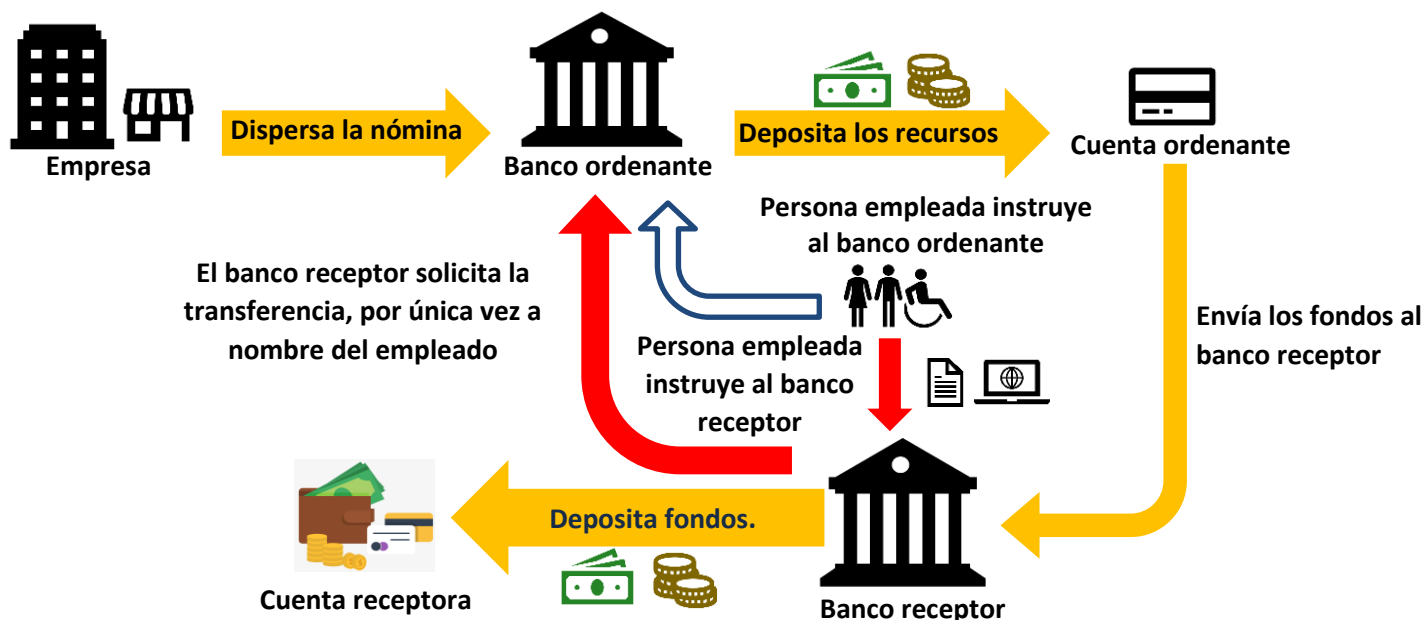 Empresa
Dispersa la nómina
Banco ordenante
Deposita los recursos
Cuenta ordenante
Persona empleada instruye
al banco ordenante
El banco receptor solicita la
transferencia, por única vez a
nombre del empleado
Persona empleada
instruye al banco
receptor
Envía los fondos al
banco receptor
Deposita fondos.
Cuenta receptora
Banco receptor